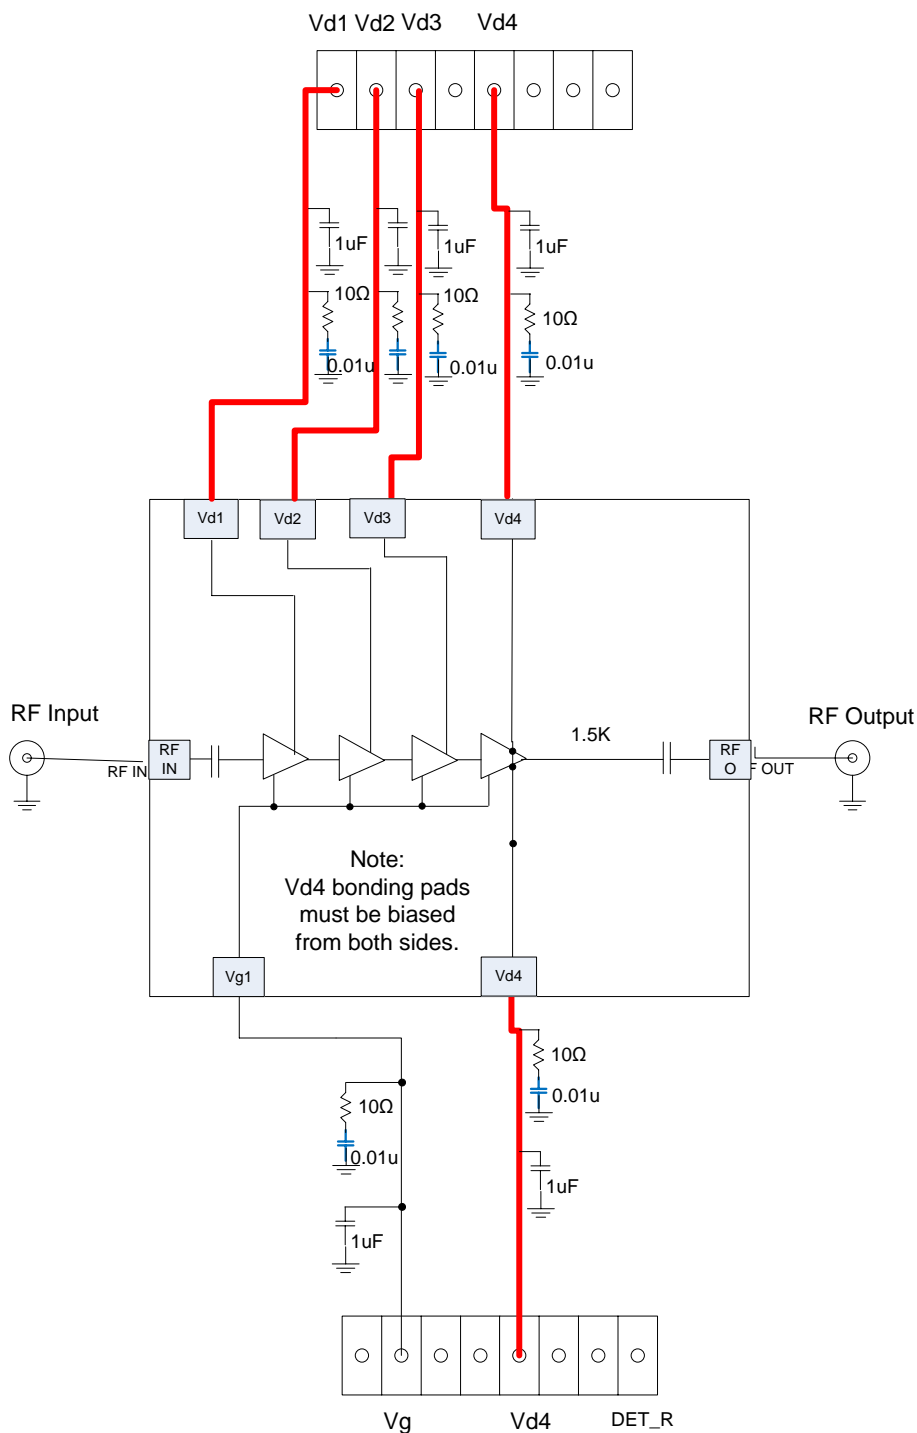 Vd1 Vd2 Vd3 Vd4
1uF 1uF 1uF
10Ω 10Ω 10Ω
0.01u 0.01u 0.01u
Vd1 Vd2 Vd3 Vd4
RF Input
1.5K
RF Output
RF IN
RF
IN
RF
O
F OUT
Note:
Vd4 bonding pads
must be biased
from both sides.
Vg1 Vd4
10Ω
0.01u
10Ω
0.01u
1uF
1uF
Vg Vd4 DET_R